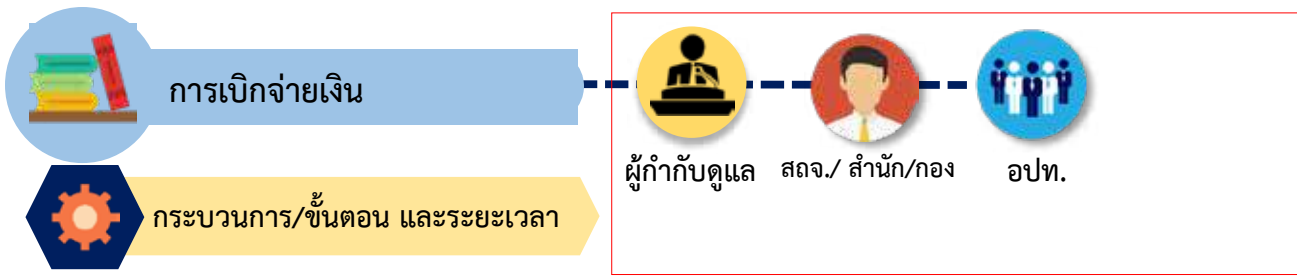 การเบิกจ่ายเงิน
ผู้กำกับดูแล
สถจ./ สำนัก/กอง
อปท.
กระบวนการ/ขั้นตอน และระยะเวลา